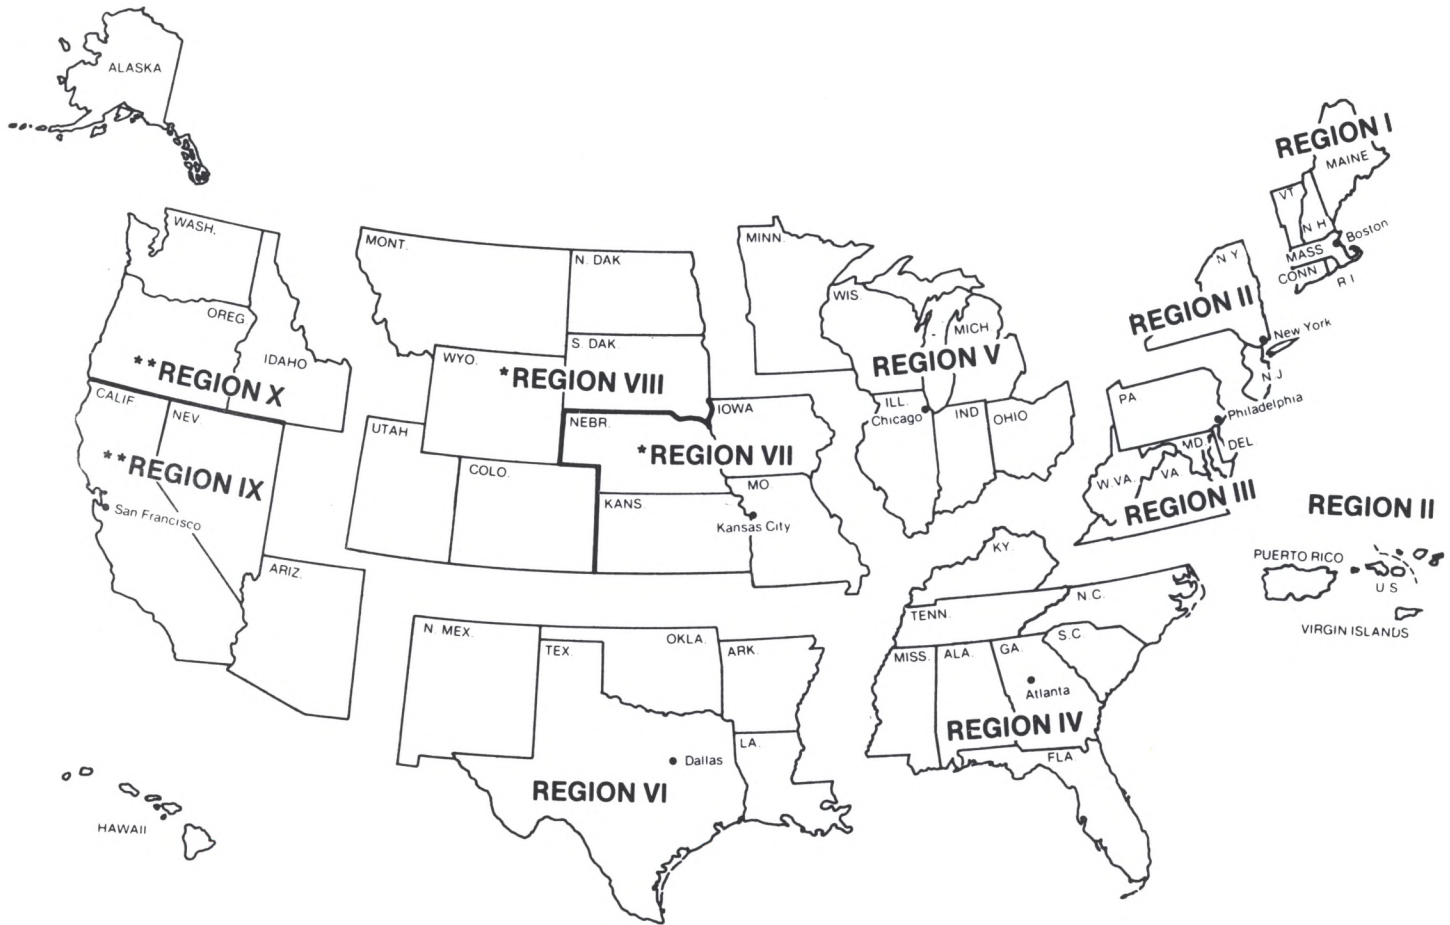 ALASKA
REGION I
MAINE
VT
N H
Boston
MASS
CONN
R I
WASH.
MONT.
N. DAK
MINN.
N Y
REGION II
New York
N.J
OREG
IDAHO
**REGION X
WYO.
S. DAK.
*REGION VIII
WIS.
MICH
REGION V
CALIF
NEV.
UTAH
NEBR.
IOWA
ILL.
Chicago
IND
OHIO
PA
Philadelphia
**REGION IX
COLO.
*REGION VII
MD.
DEL
W.VA.
VA
REGION III
REGION II
San Francisco
KANS
MO.
Kansas City
ARIZ.
KY.
PUERTO RICO
U S
VIRGIN ISLANDS
N. MEX.
TEX.
OKLA.
ARK.
TENN.
N.C.
S.C
MISS.
ALA.
GA.
Atlanta
REGION IV
LA.
Dallas
FLA
REGION VI
HAWAII